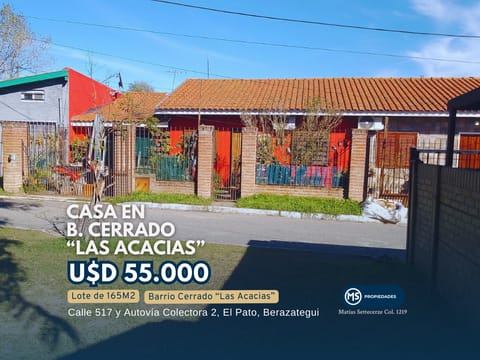 CASA EN
B. CERRADO
“LAS ACACIAS”
U$D 55.000
Lote de 165M2
Barrio Cerrado “Las Acacias”
Calle 517 y Autovía Colectora 2, El Pato, Berazategui
MS PROPIEDADES
Matías Settecerze Col. 1219